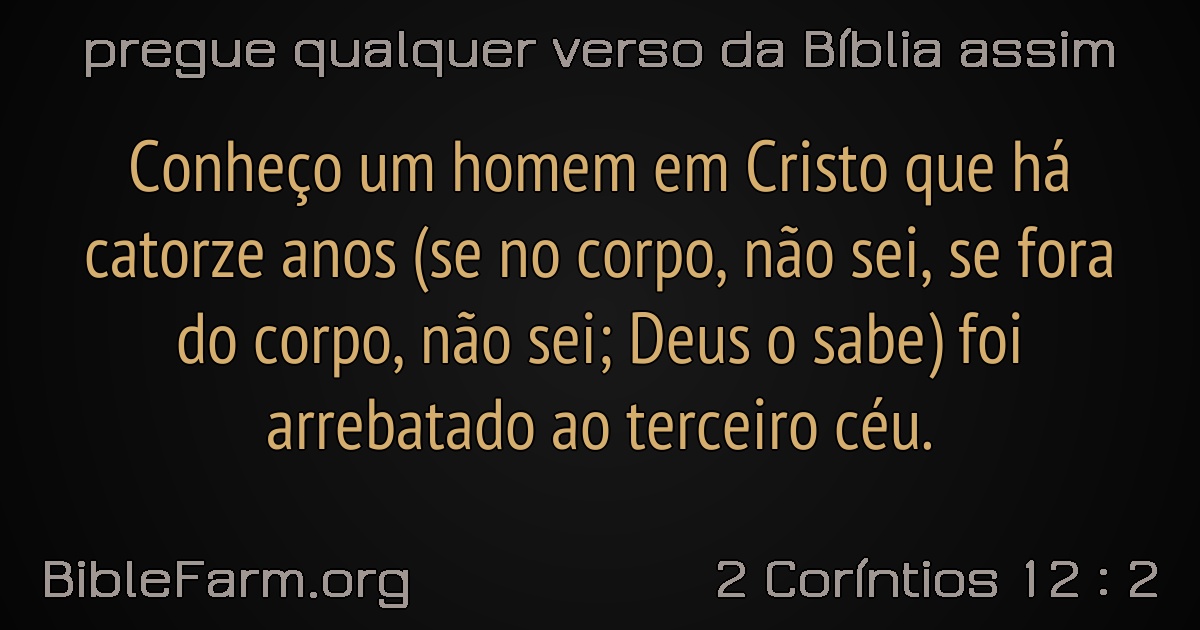 pregue qualquer verso da Bíblia assim
Conheço um homem em Cristo que há
catorze anos (se no corpo, não sei, se fora
do corpo, não sei; Deus o sabe) foi
arrebatado ao terceiro céu.
BibleFarm.org
2 Coríntios 12 : 2